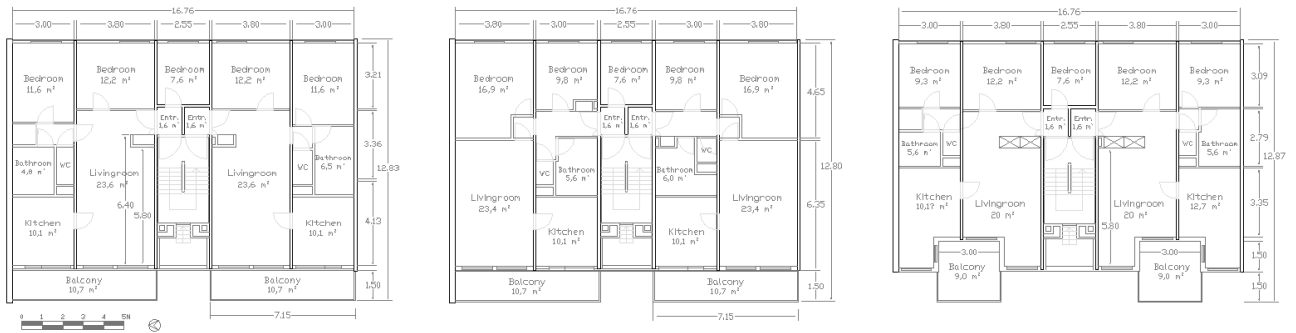 16.76
3.00 3.80 2.55 3.80 3.00
Bedroom
11,6 m²
Bedroom
12,2 m²
Bedroom
7,6 m²
Bedroom
12,2 m²
Bedroom
11,6 m²
3.21
Entr.
1,6 m²
Entr.
1,6 m²
3.36
12.83
Bathroom
4,8 m²
WC
Livingroom
23,6 m²
Livingroom
23,6 m²
WC
Bathroom
6,5 m²
6.40
5.80
Kitchen
10,1 m²
Kitchen
10,1 m²
4.13
Balcony
10,7 m²
Balcony
10,7 m²
1.50
7.15
0 1 2 3 4 5M
16.76
3.80 3.00 2.55 3.00 3.80
Bedroom
16,9 m²
Bedroom
9,8 m²
Bedroom
7,6 m²
Bedroom
9,8 m²
Bedroom
16,9 m²
4.65
Entr.
1,6 m²
Entr.
1,6 m²
12.80
WC
Bathroom
5,6 m²
Bathroom
6,0 m²
WC
Livingroom
23,4 m²
Livingroom
23,4 m²
6.35
Kitchen
10,1 m²
Kitchen
10,1 m²
Balcony
10,7 m²
Balcony
10,7 m²
1.50
7.15
16.76
3.00 3.80 2.55 3.80 3.00
Bedroom
9,3 m²
Bedroom
12,2 m²
Bedroom
7,6 m²
Bedroom
12,2 m²
Bedroom
9,3 m²
3.09
Entr.
1,6 m²
Entr.
1,6 m²
2.79
12.87
Bathroom
5,6 m²
WC
WC
Bathroom
5,6 m²
Kitchen
10,1? m²
Livingroom
20 m²
Livingroom
20 m²
Kitchen
12,7 m²
3.35
5.80
3.00
3.00
1.50
Balcony
9,0 m²
Balcony
9,0 m²
1.50